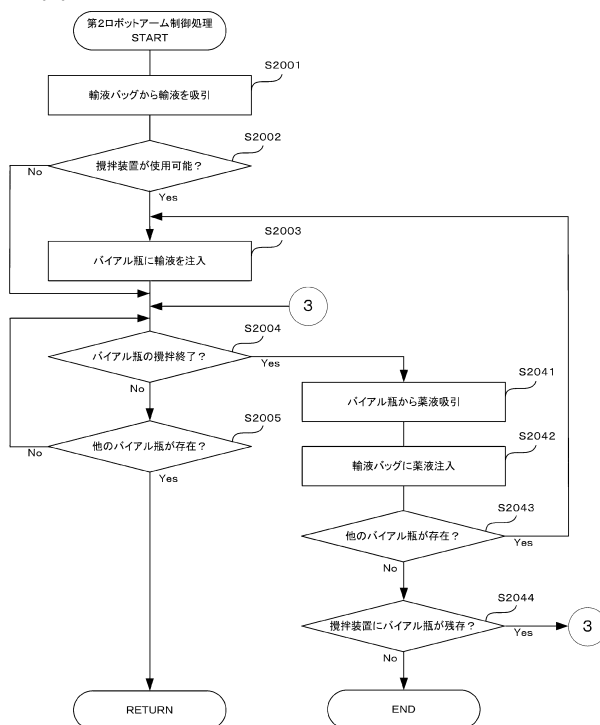 第2ロボットアーム制御処理
START
S2001
輸液バッグから輸液を吸引
S2002
攪拌装置が使用可能？
No
Yes
S2003
バイアル瓶に輸液を注入
3
S2004
バイアル瓶の攪拌終了？
Yes
No
S2041
バイアル瓶から薬液吸引
S2005
他のバイアル瓶が存在？
No
Yes
S2042
輸液バッグに薬液注入
S2043
他のバイアル瓶が存在？
Yes
No
S2044
攪拌装置にバイアル瓶が残存？
Yes
3
No
RETURN
END